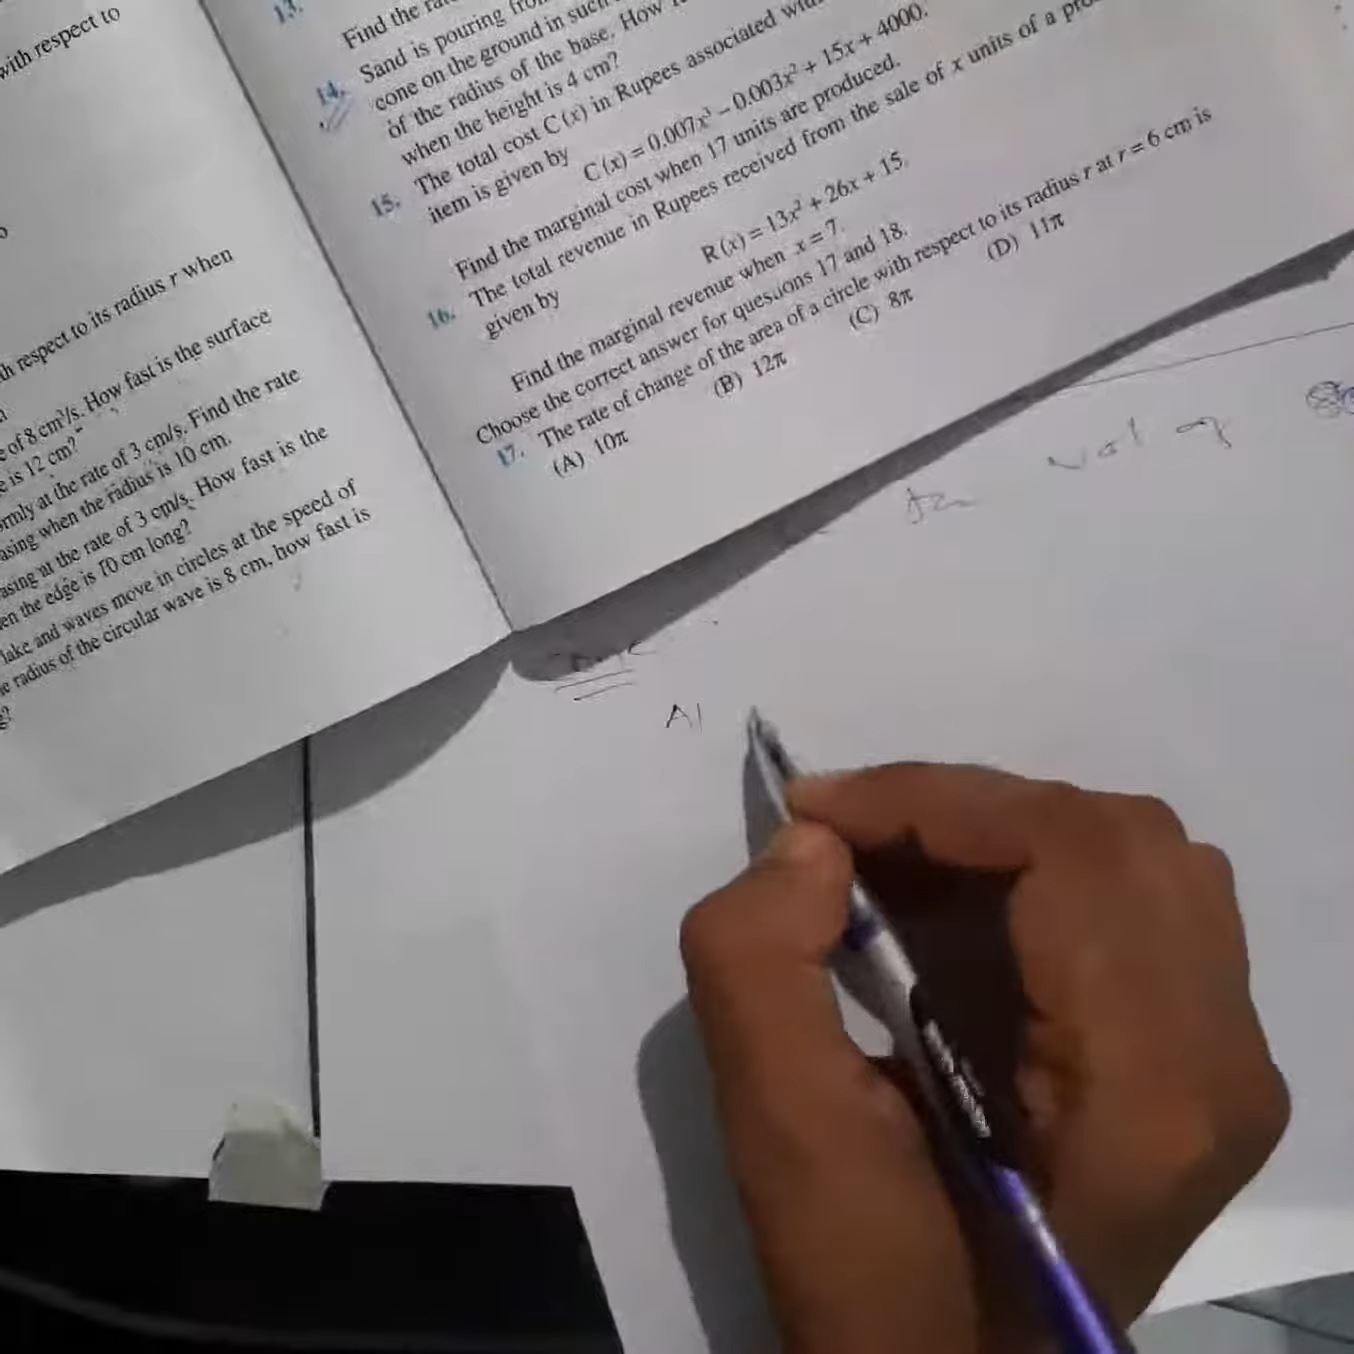 with respect to
th respect to its radius r when
e of 8 cm³/s. How fast is the surface
e is 12 cm?
ormly at the rate of 3 cm/s. Find the rate
asing when the radius is 10 cm.
asing at the rate of 3 cm/s. How fast is the
en the edge is 10 cm long?
lake and waves move in circles at the speed of
e radius of the circular wave is 8 cm, how fast is
g?
13.
Find the rate
14. Sand is pouring from
cone on the ground in such
of the radius of the base. How
when the height is 4 cm?
15. The total cost C(x) in Rupees associated with
item is given by
C(x) = 0.007x³ – 0.003x² + 15x + 4000.
Find the marginal cost when 17 units are produced.
16. The total revenue in Rupees received from the sale of x units of a pro
given by
R(x) = 13x² + 26x + 15.
Find the marginal revenue when x = 7.
Choose the correct answer for questions 17 and 18.
17. The rate of change of the area of a circle with respect to its radius r at r = 6 cm is
(A) 10π (B) 12π (C) 8π (D) 11π